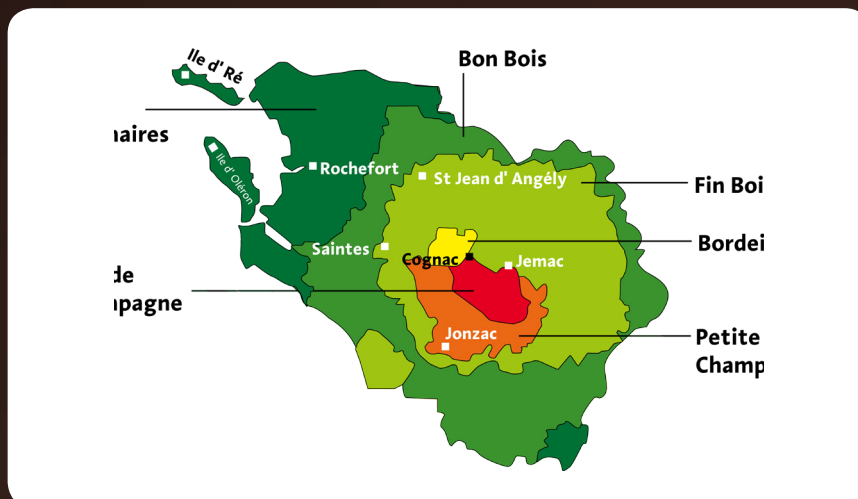 Ile d' Ré
Bon Bois
naires
Ile d' Oléron
Rochefort
St Jean d' Angély
Fin Boi
Saintes
Cognac
Jemac
Bordei
de
npagne
Jonzac
Petite
Champ